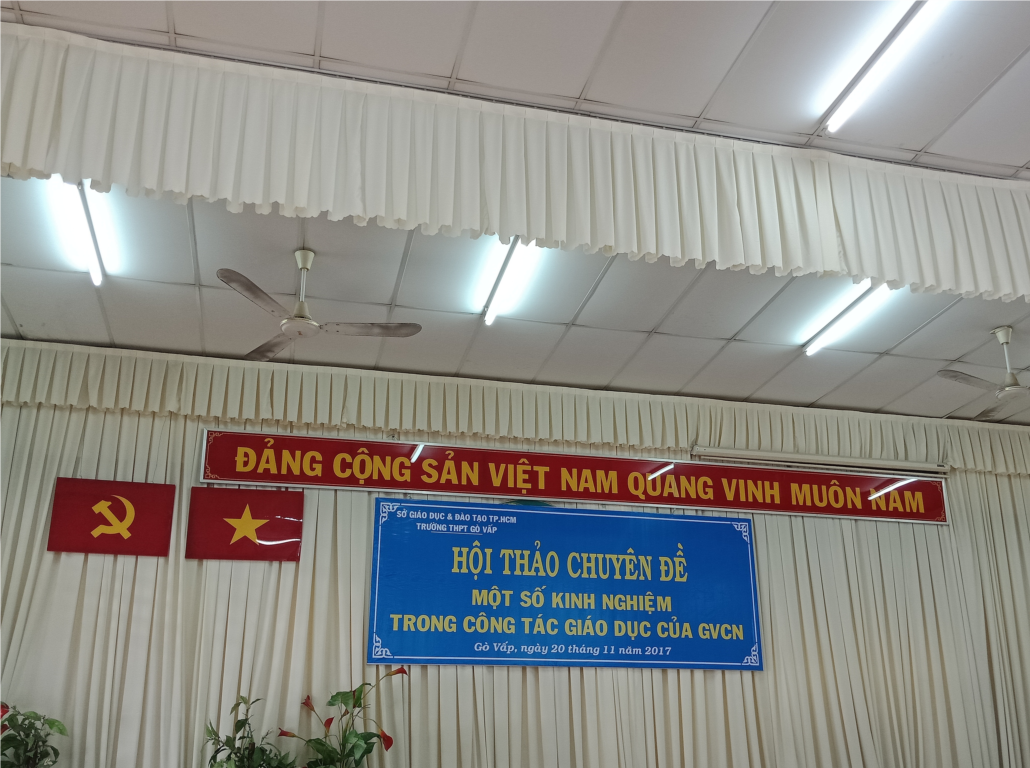 ĐẢNG CỘNG SẢN VIỆT NAM QUANG VINH MUÔN NĂM
SỞ GIÁO DỤC & ĐÀO TẠO TP.HCM
TRƯỜNG THPT GÒ VẤP
HỘI THẢO CHUYÊN ĐỀ
MỘT SỐ KINH NGHIỆM
TRONG CÔNG TÁC GIÁO DỤC CỦA GVCN
Gò Vấp, ngày 20 tháng 11 năm 2017